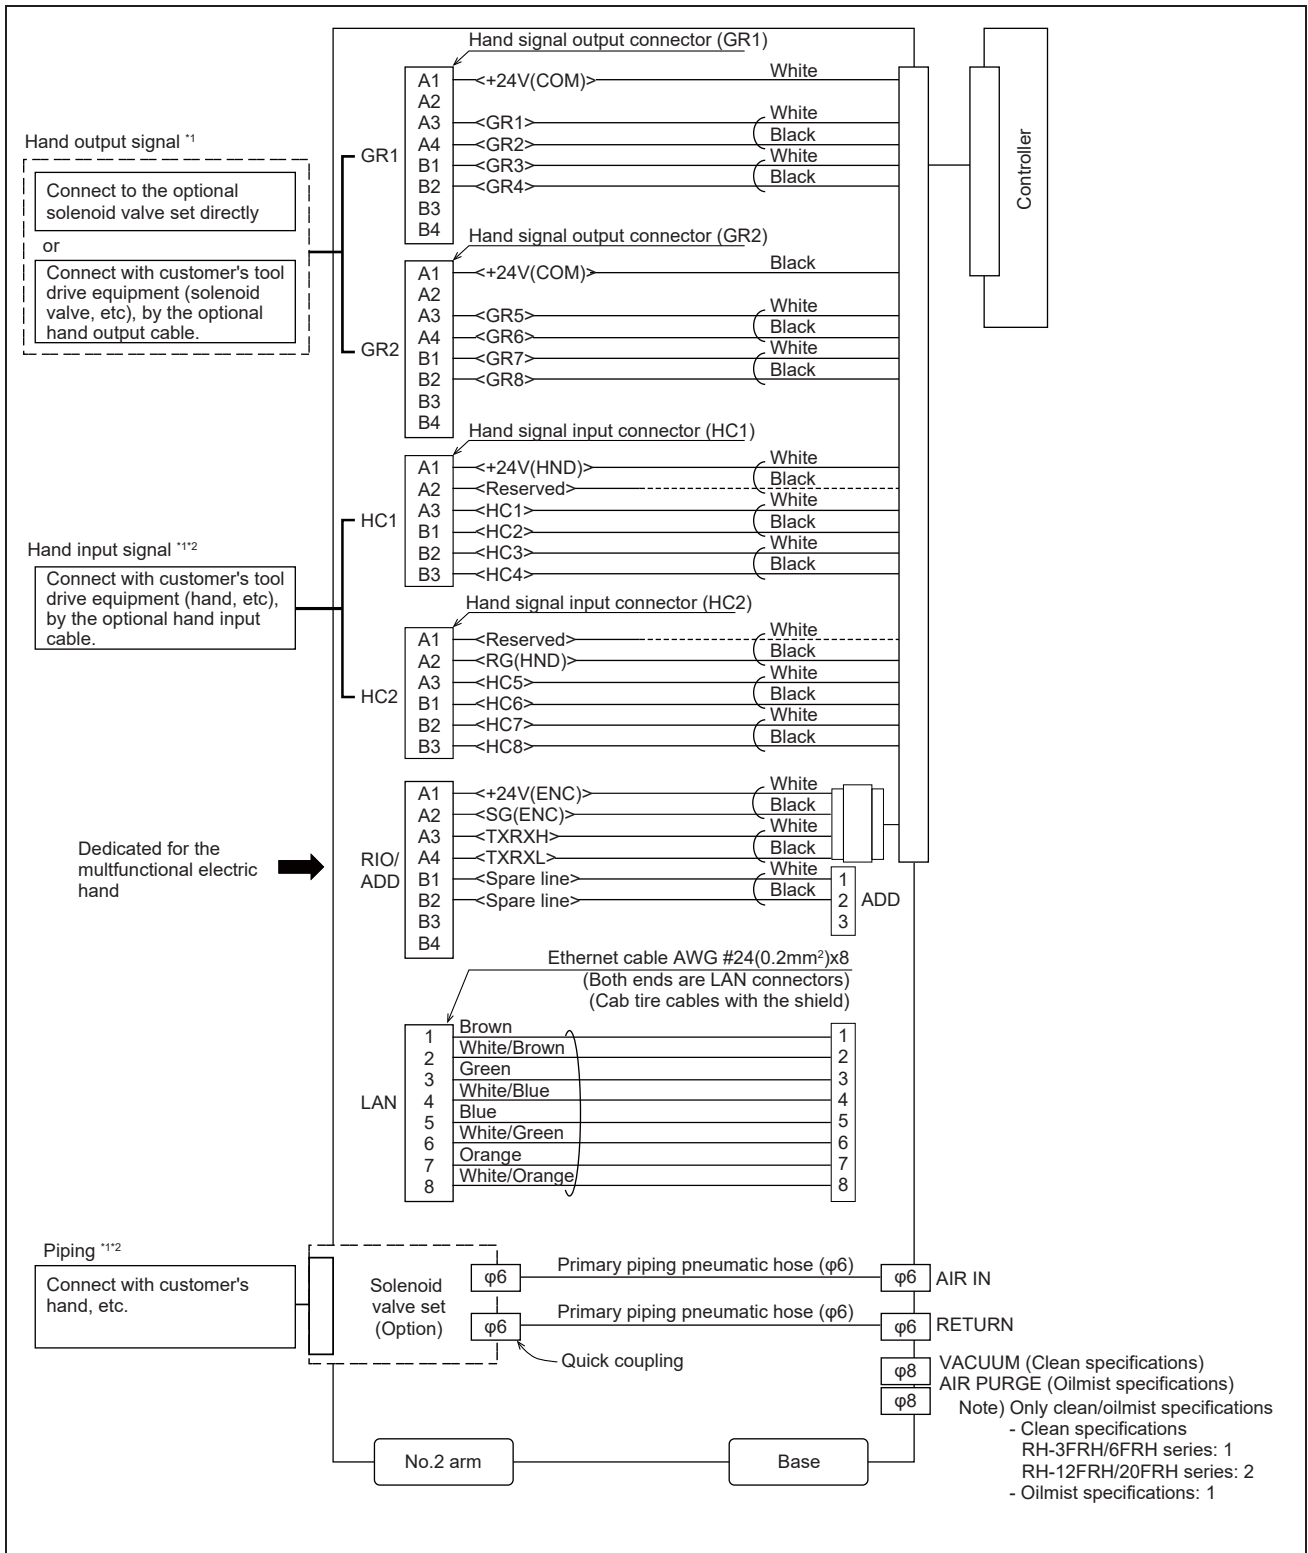 Hand signal output connector (GR1)
GR1
A1 <+24V(COM)> White
A2
A3 <GR1> White
A4 <GR2> Black
B1 <GR3> White
B2 <GR4> Black
B3
B4
Controller
Hand output signal *1
Connect to the optional
solenoid valve set directly
or
Connect with customer's tool
drive equipment (solenoid
valve, etc), by the optional
hand output cable.
Hand signal output connector (GR2)
GR2
A1 <+24V(COM)> Black
A2
A3 <GR5> White
A4 <GR6> Black
B1 <GR7> White
B2 <GR8> Black
B3
B4
Hand signal input connector (HC1)
HC1
A1 <+24V(HND)> White
A2 <Reserved> Black
A3 <HC1> White
B1 <HC2> Black
B2 <HC3> White
B3 <HC4> Black
Hand input signal *1*2
Connect with customer's tool
drive equipment (hand, etc),
by the optional hand input
cable.
Hand signal input connector (HC2)
HC2
A1 <Reserved> White
A2 <RG(HND)> Black
A3 <HC5> White
B1 <HC6> Black
B2 <HC7> White
B3 <HC8> Black
Dedicated for the
multfunctional electric
hand
RIO/
ADD
A1 <+24V(ENC)> White
A2 <SG(ENC)> Black
A3 <TXRXH> White
A4 <TXRXL> Black
B1 <Spare line> White 1
B2 <Spare line> Black 2 ADD
B3 3
B4
Ethernet cable AWG #24(0.2mm²)x8
(Both ends are LAN connectors)
(Cab tire cables with the shield)
LAN
1 Brown 1
2 White/Brown 2
3 Green 3
4 White/Blue 4
5 Blue 5
6 White/Green 6
7 Orange 7
8 White/Orange 8
Piping *1*2
Connect with customer's
hand, etc.
Solenoid
valve set
(Option)
φ6 Primary piping pneumatic hose (φ6) φ6 AIR IN
φ6 Primary piping pneumatic hose (φ6) φ6 RETURN
Quick coupling
φ8 VACUUM (Clean specifications)
AIR PURGE (Oilmist specifications)
φ8
Note) Only clean/oilmist specifications
- Clean specifications
RH-3FRH/6FRH series: 1
RH-12FRH/20FRH series: 2
- Oilmist specifications: 1
No.2 arm
Base